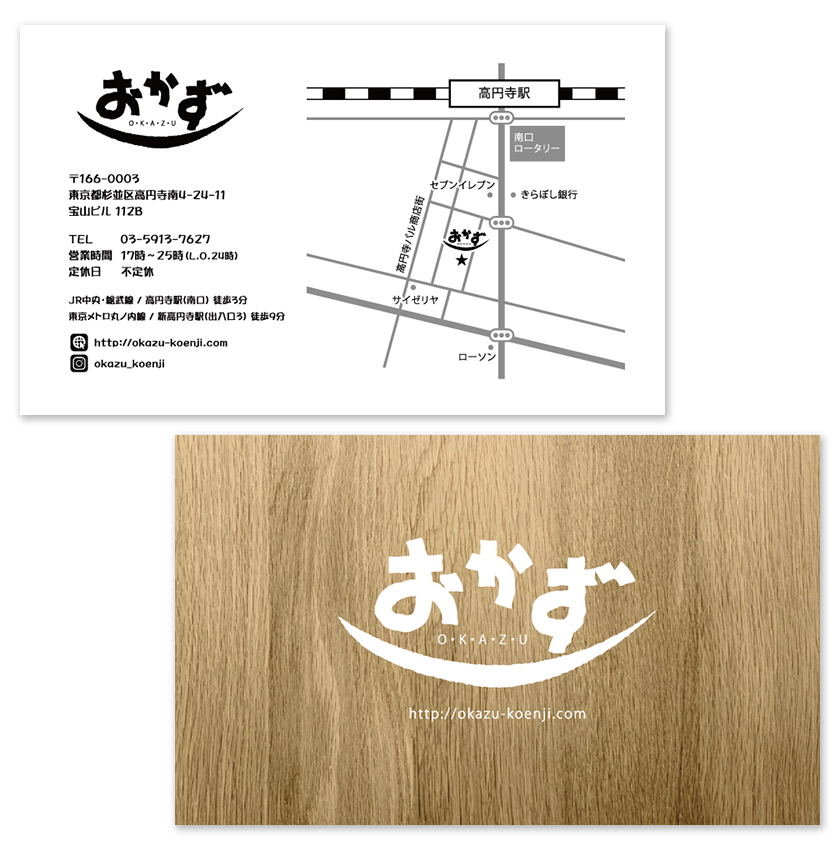 おかず
O・K・A・Z・U
〒166-0003
東京都杉並区高円寺南4-24-11
宝山ビル 112B
TEL 03-5913-7627
営業時間 17時～25時(L.O.24時)
定休日 不定休
JR中央・総武線 / 高円寺駅(南口) 徒歩3分
東京メトロ丸ノ内線 / 新高円寺駅(出入口3) 徒歩9分
http://okazu-koenji.com
okazu_koenji
高円寺駅
南口
ロータリー
セブンイレブン
きらぼし銀行
高円寺パル商店街
おかず
★
サイゼリヤ
ローソン
おかず
O・K・A・Z・U
http://okazu-koenji.com